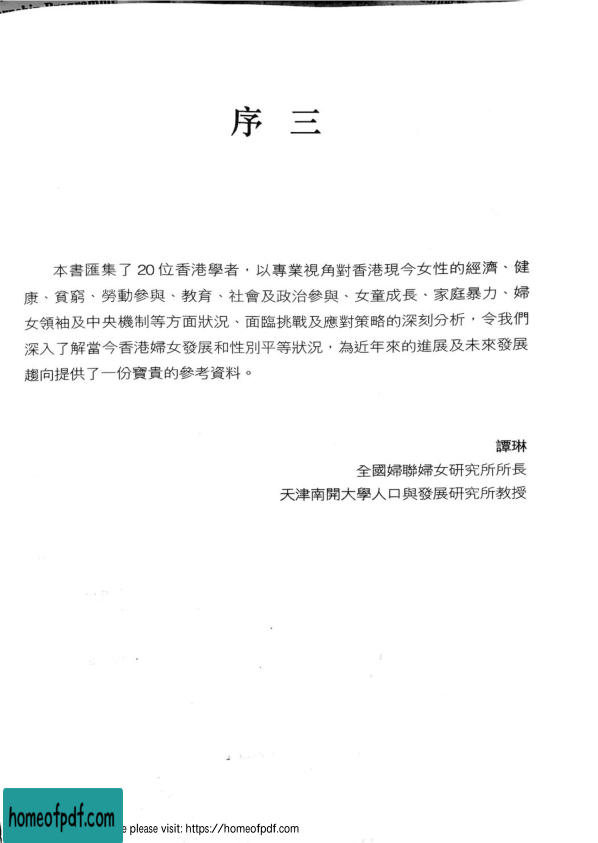 序 三
本書匯集了 20 位香港學者，以專業視角對香港現今女性的經濟、健
康、貧窮、勞動參與、教育、社會及政治參與、女童成長、家庭暴力、婦
女領袖及中央機制等方面狀況、面臨挑戰及應對策略的深刻分析，令我們
深入了解當今香港婦女發展和性別平等狀況，為近年來的進展及未來發展
趨向提供了一份寶貴的參考資料。
譚琳
全國婦聯婦女研究所所長
天津南開大學人口與發展研究所教授
homeofpdf.com
e please visit: https://homeofpdf.com